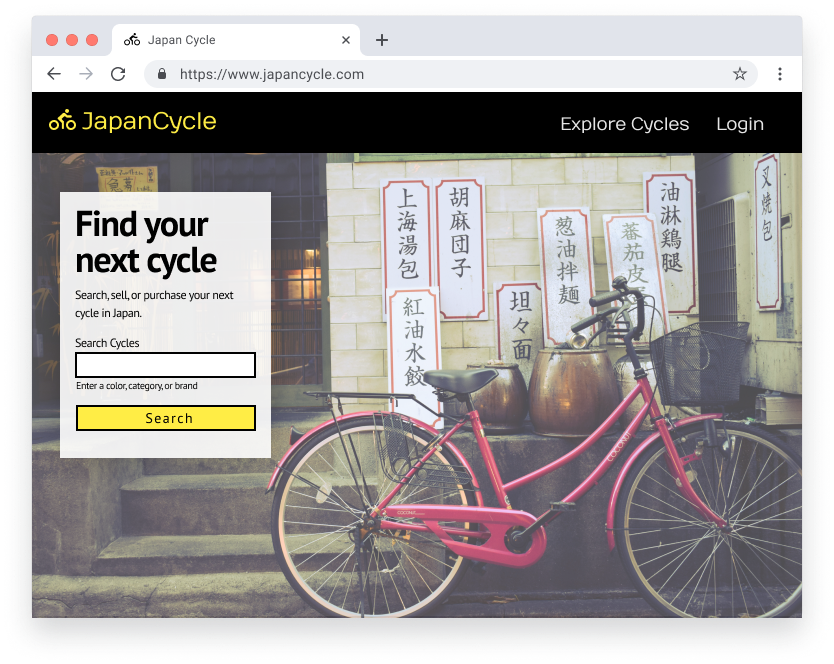 Japan Cycle
https://www.japancycle.com
JapanCycle
Explore Cycles
Login
急募
Find your
next cycle
Search, sell, or purchase your next
cycle in Japan.
Search Cycles
Enter a color, category, or brand
Search
上海湯包
胡麻団子
油淋鶏腿
叉焼包
葱油拌麺
蕃茄皮
坦々面
紅油水餃